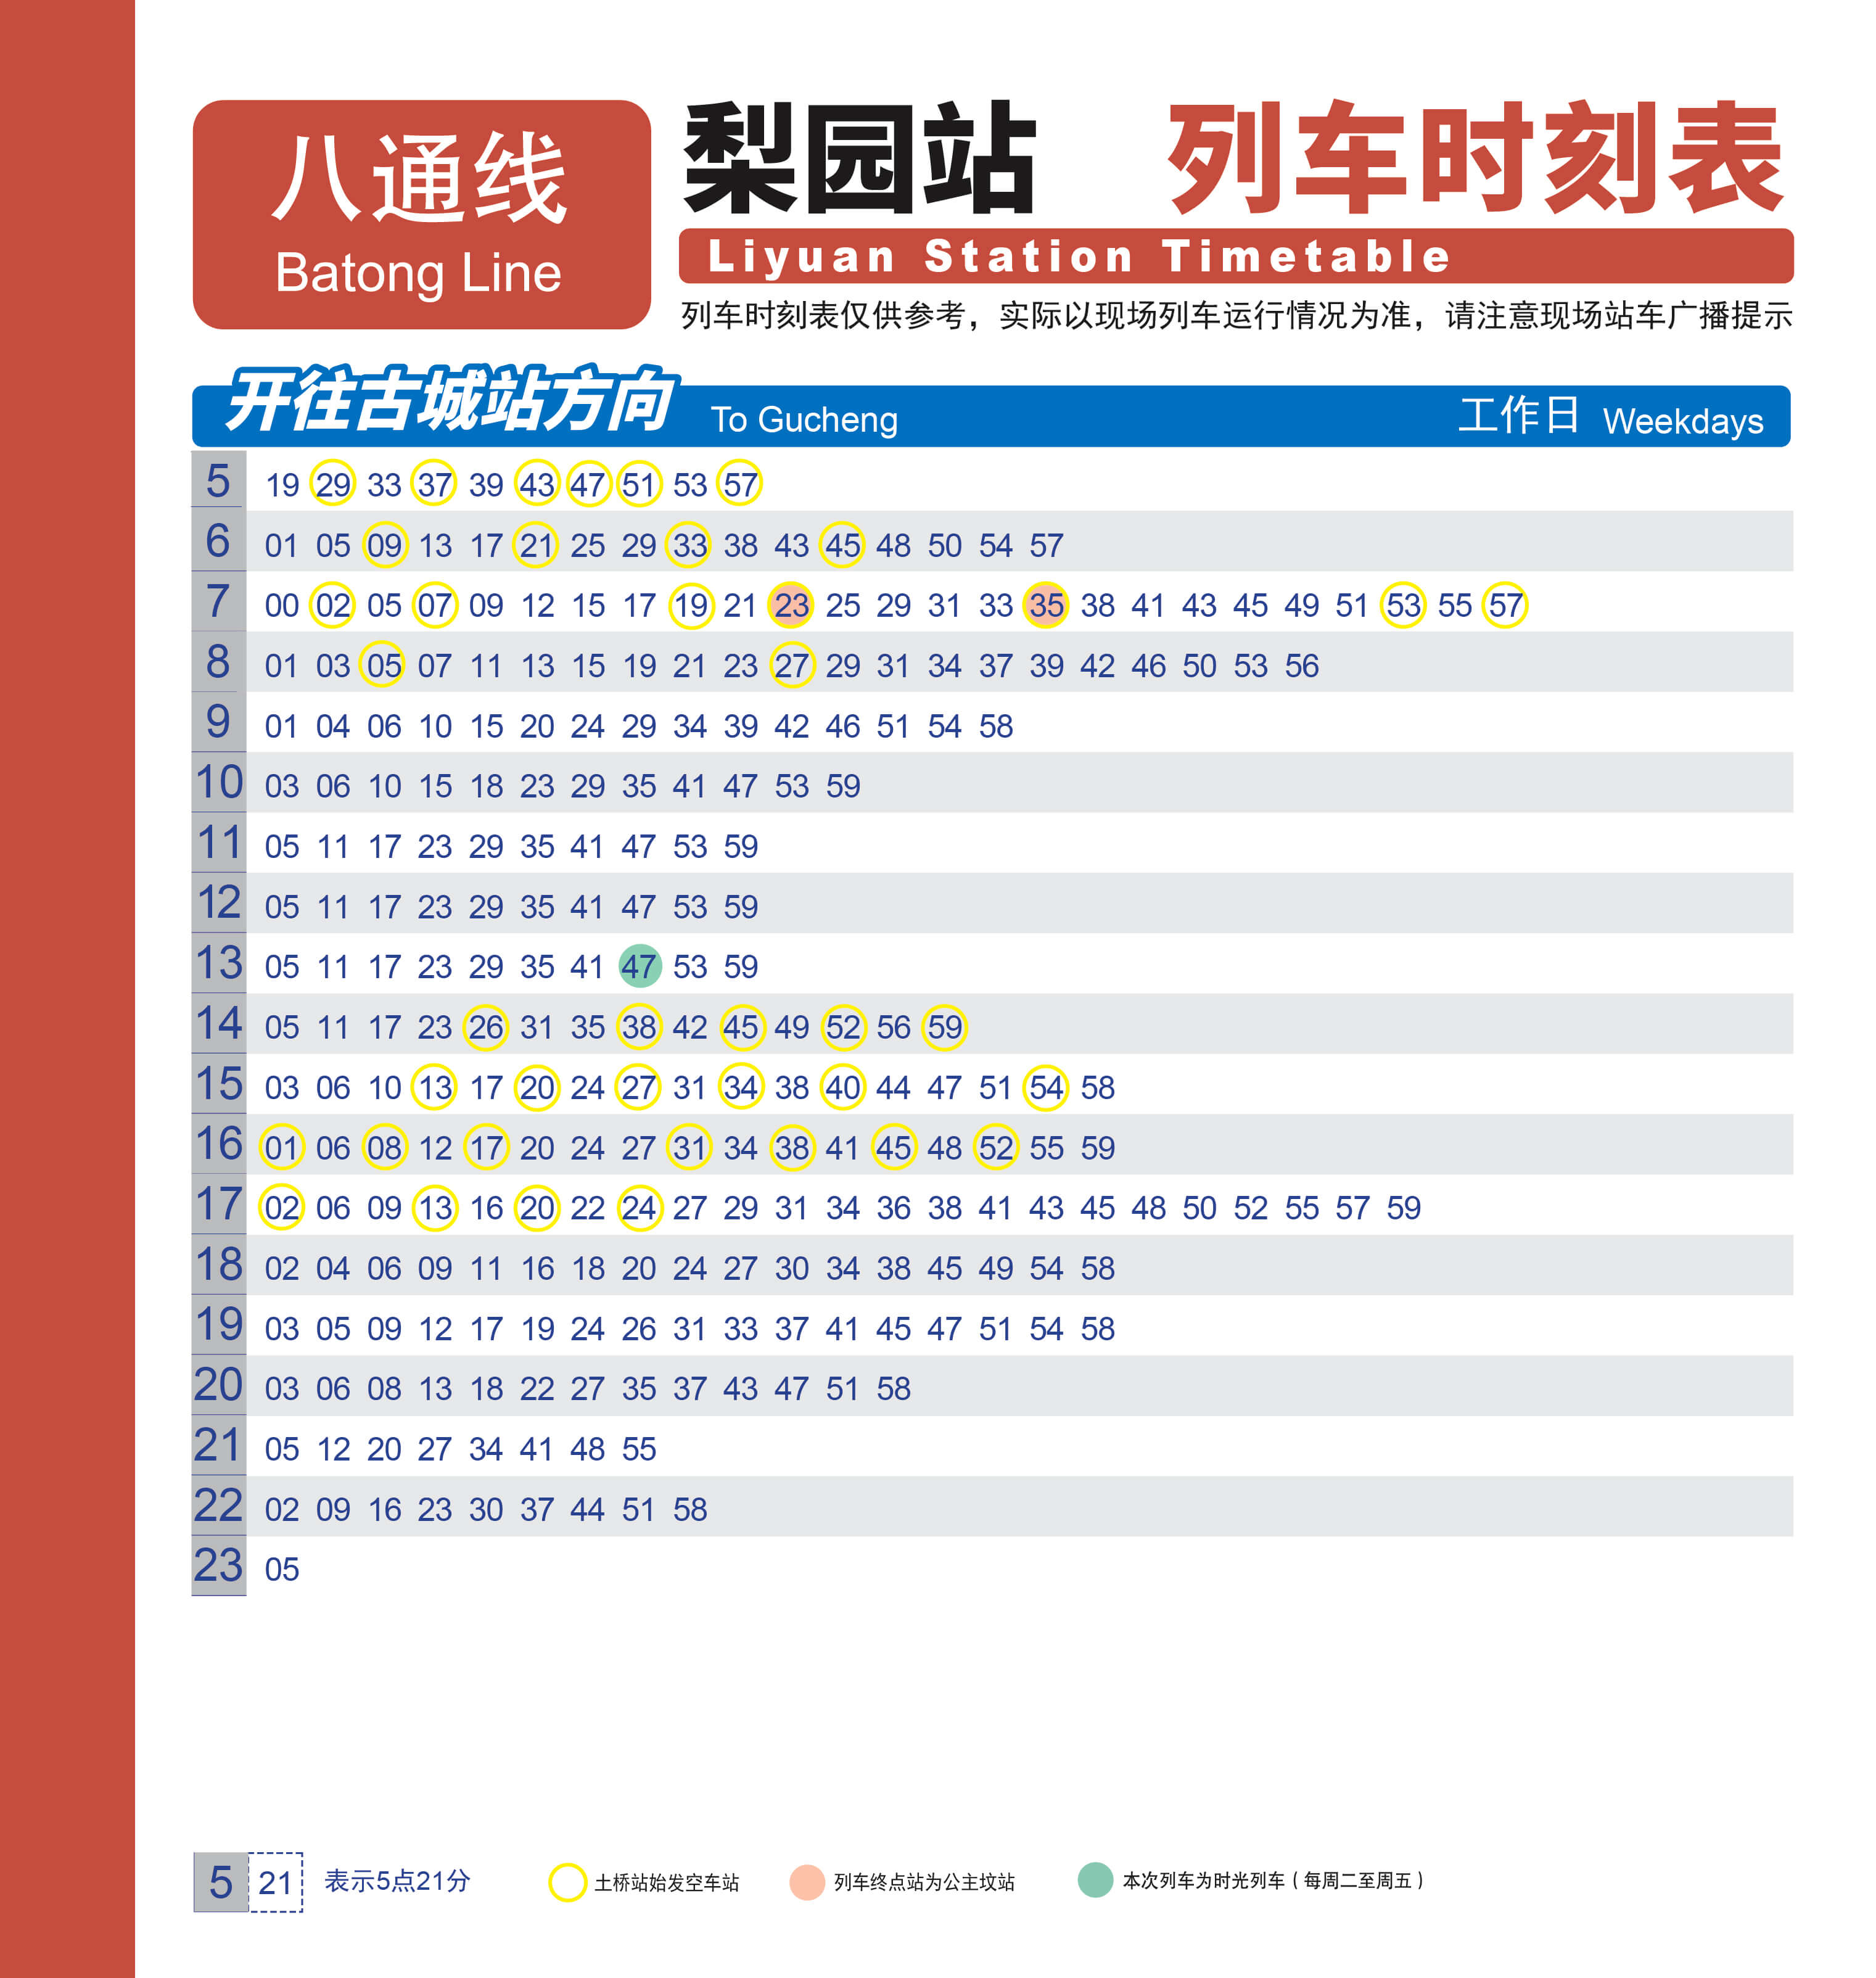 八通线
Batong Line
梨园站 列车时刻表
Liyuan Station Timetable
列车时刻表仅供参考，实际以现场列车运行情况为准，请注意现场站车广播提示
开往古城站方向 To Gucheng 工作日 Weekdays
5 19 29 33 37 39 43 47 51 53 57
6 01 05 09 13 17 21 25 29 33 38 43 45 48 50 54 57
7 00 02 05 07 09 12 15 17 19 21 23 25 29 31 33 35 38 41 43 45 49 51 53 55 57
8 01 03 05 07 11 13 15 19 21 23 27 29 31 34 37 39 42 46 50 53 56
9 01 04 06 10 15 20 24 29 34 39 42 46 51 54 58
10 03 06 10 15 18 23 29 35 41 47 53 59
11 05 11 17 23 29 35 41 47 53 59
12 05 11 17 23 29 35 41 47 53 59
13 05 11 17 23 29 35 41 47 53 59
14 05 11 17 23 26 31 35 38 42 45 49 52 56 59
15 03 06 10 13 17 20 24 27 31 34 38 40 44 47 51 54 58
16 01 06 08 12 17 20 24 27 31 34 38 41 45 48 52 55 59
17 02 06 09 13 16 20 22 24 27 29 31 34 36 38 41 43 45 48 50 52 55 57 59
18 02 04 06 09 11 16 18 20 24 27 30 34 38 45 49 54 58
19 03 05 09 12 17 19 24 26 31 33 37 41 45 47 51 54 58
20 03 06 08 13 18 22 27 35 37 43 47 51 58
21 05 12 20 27 34 41 48 55
22 02 09 16 23 30 37 44 51 58
23 05
5 21 表示5点21分 土桥站始发空车站 列车终点站为公主坟站 本次列车为时光列车（每周二至周五）